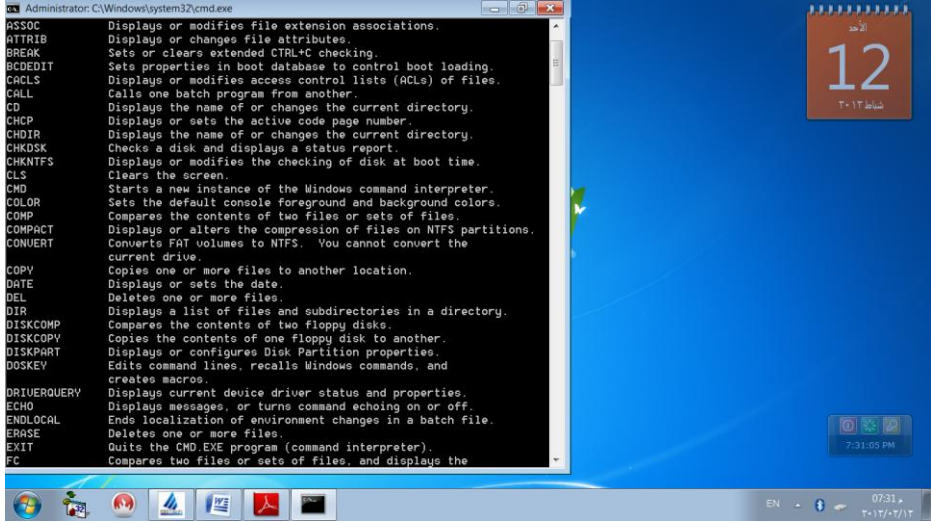 Administrator: C:\Windows\system32\cmd.exe
ASSOC Displays or modifies file extension associations.
ATTRIB Displays or changes file attributes.
BREAK Sets or clears extended CTRL+C checking.
BCDEDIT Sets properties in boot database to control boot loading.
CACLS Displays or modifies access control lists (ACLs) of files.
CALL Calls one batch program from another.
CD Displays the name of or changes the current directory.
CHCP Displays or sets the active code page number.
CHDIR Displays the name of or changes the current directory.
CHKDSK Checks a disk and displays a status report.
CHKNTFS Displays or modifies the checking of disk at boot time.
CLS Clears the screen.
CMD Starts a new instance of the Windows command interpreter.
COLOR Sets the default console foreground and background colors.
COMP Compares the contents of two files or sets of files.
COMPACT Displays or alters the compression of files on NTFS partitions.
CONVERT Converts FAT volumes to NTFS. You cannot convert the
current drive.
COPY Copies one or more files to another location.
DATE Displays or sets the date.
DEL Deletes one or more files.
DIR Displays a list of files and subdirectories in a directory.
DISKCOMP Compares the contents of two floppy disks.
DISKCOPY Copies the contents of one floppy disk to another.
DISKPART Displays or configures Disk Partition properties.
DOSKEY Edits command lines, recalls Windows commands, and
creates macros.
DRIVERQUERY Displays current device driver status and properties.
ECHO Displays messages, or turns command echoing on or off.
ENDLOCAL Ends localization of environment changes in a batch file.
ERASE Deletes one or more files.
EXIT Quits the CMD.EXE program (command interpreter).
FC Compares two files or sets of files, and displays the
الأحد
12
شباط ٢٠١٢
7:31:05 PM
EN
07:31 م
٢٠١٢/٠٢/١٢